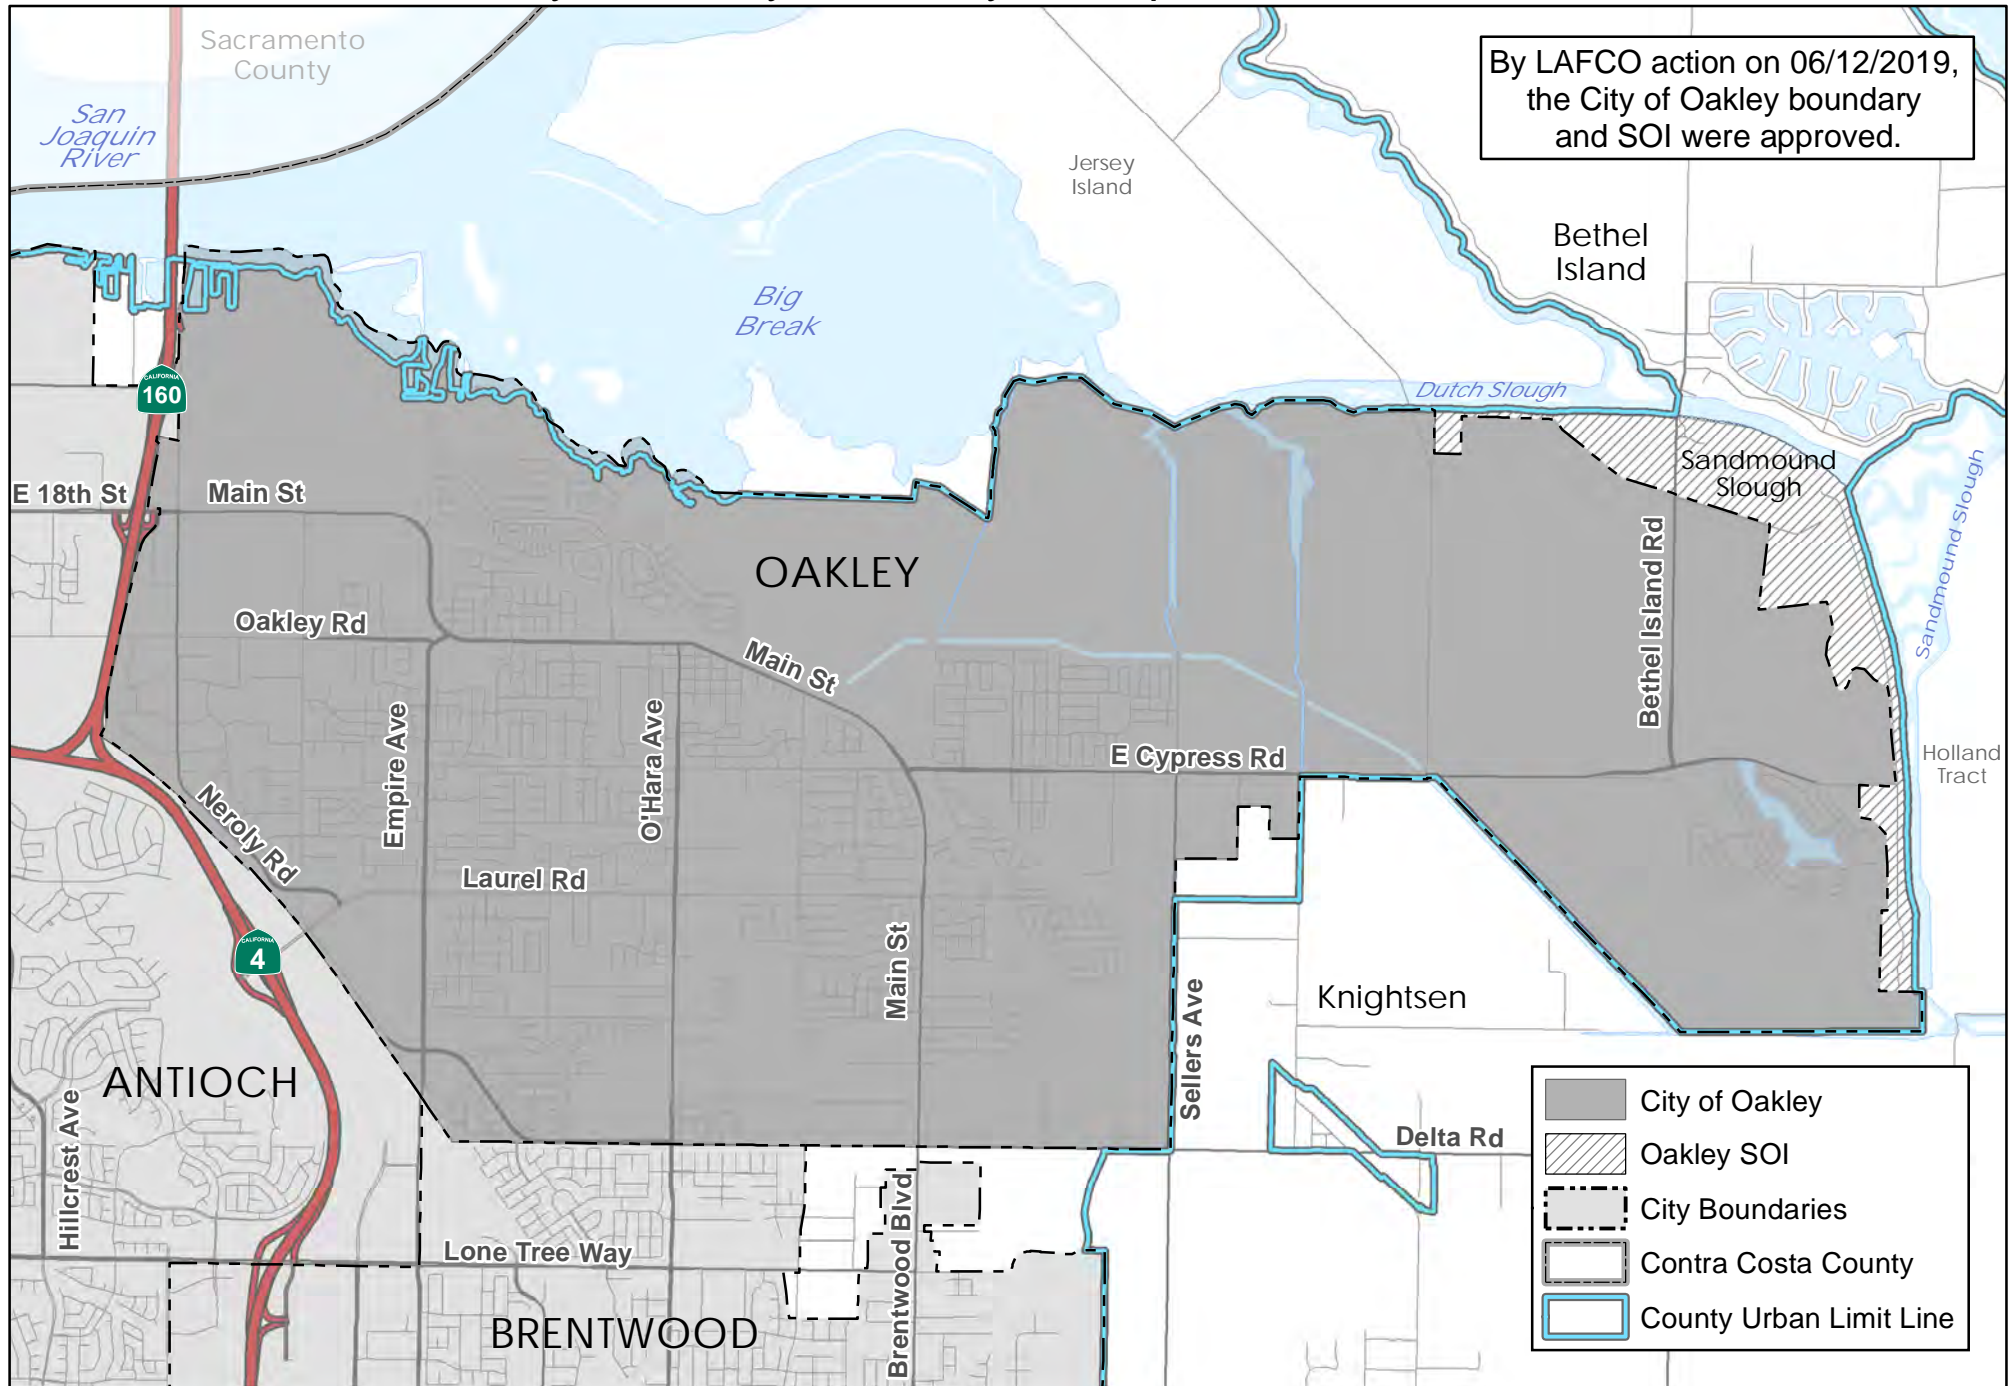 Sacramento
County
By LAFCO action on 06/12/2019,
the City of Oakley boundary
and SOI were approved.
San
Joaquin
River
Jersey
Island
Bethel
Island
Big
Break
CALIFORNIA
160
Dutch Slough
Sandmound
Slough
E 18th St
Main St
Sandmound Slough
OAKLEY
Bethel Island Rd
Oakley Rd
Main St
Empire Ave
O'Hara Ave
E Cypress Rd
Holland
Tract
Neroly Rd
Laurel Rd
CALIFORNIA
4
Main St
Knightsen
Sellers Ave
ANTIOCH
Hillcrest Ave
Delta Rd
City of Oakley
Oakley SOI
City Boundaries
Contra Costa County
County Urban Limit Line
Lone Tree Way
Brentwood Blvd
BRENTWOOD